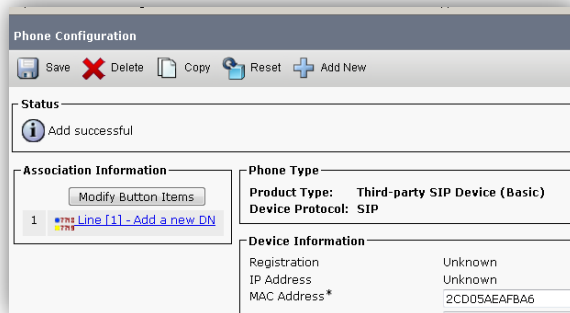 Phone Configuration
Save Delete Copy Reset Add New
Status
Add successful
Association Information
Modify Button Items
1 Line [1] - Add a new DN
Phone Type
Product Type: Third-party SIP Device (Basic)
Device Protocol: SIP
Device Information
Registration Unknown
IP Address Unknown
MAC Address* 2CD05AEAFBA6